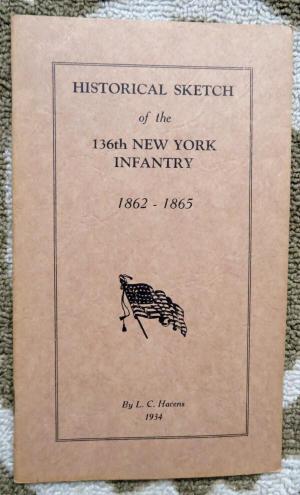 HISTORICAL SKETCH
of the
136th NEW YORK
INFANTRY
1862 - 1865
By L. C. Havens
1934